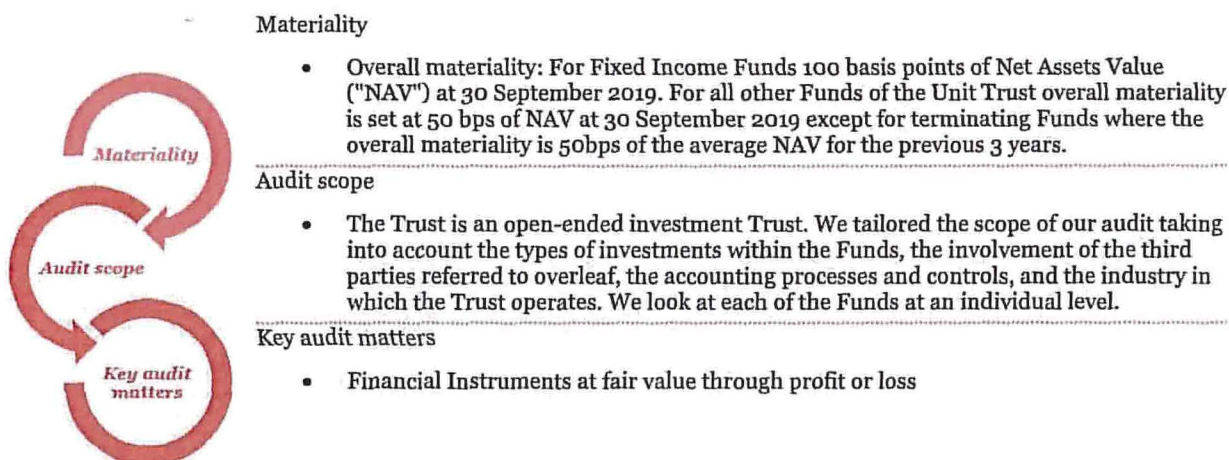 Materiality
• Overall materiality: For Fixed Income Funds 100 basis points of Net Assets Value
("NAV") at 30 September 2019. For all other Funds of the Unit Trust overall materiality
is set at 50 bps of NAV at 30 September 2019 except for terminating Funds where the
overall materiality is 50bps of the average NAV for the previous 3 years.
Materiality
Audit scope
• The Trust is an open-ended investment Trust. We tailored the scope of our audit taking
into account the types of investments within the Funds, the involvement of the third
parties referred to overleaf, the accounting processes and controls, and the industry in
which the Trust operates. We look at each of the Funds at an individual level.
Audit scope
Key audit matters
• Financial Instruments at fair value through profit or loss
Key audit
matters